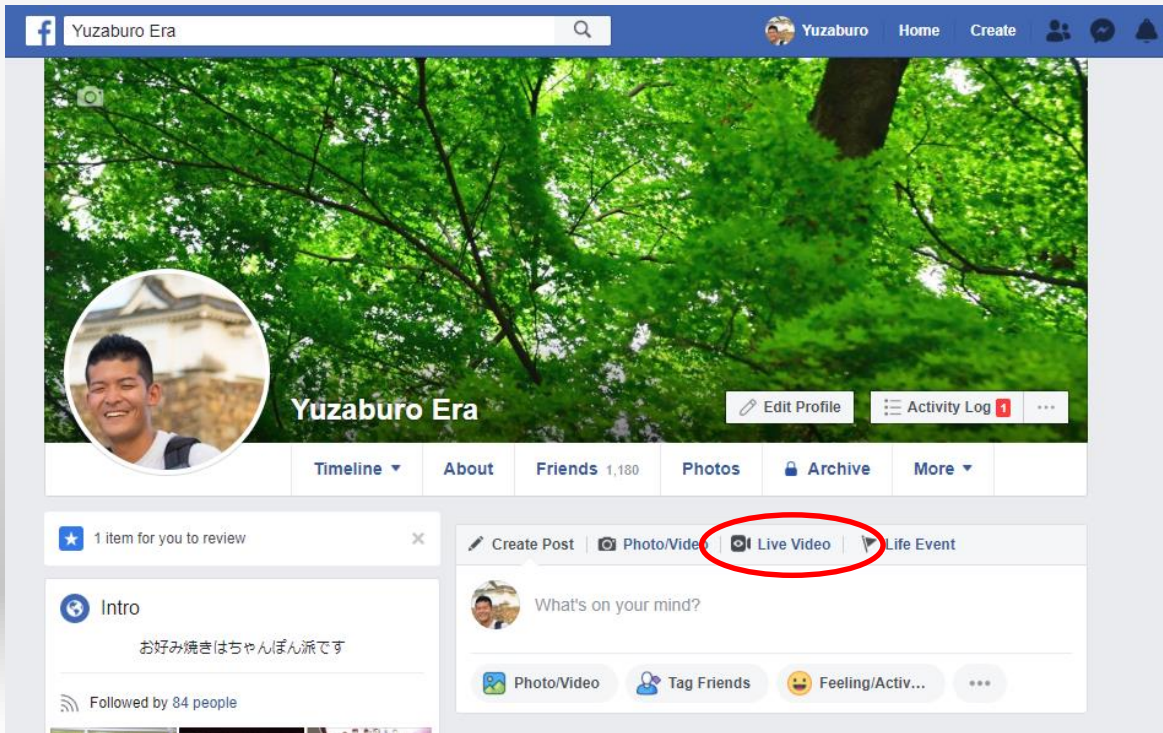 f Yuzaburo Era Yuzaburo Home Create
Yuzaburo Era
Edit Profile Activity Log 1 ...
Timeline About Friends 1,180 Photos Archive More
1 item for you to review
Create Post Photo/Video Live Video Life Event
What's on your mind?
Photo/Video Tag Friends Feeling/Activ... ...
Intro
お好み焼きはちゃんぽん派です
Followed by 84 people